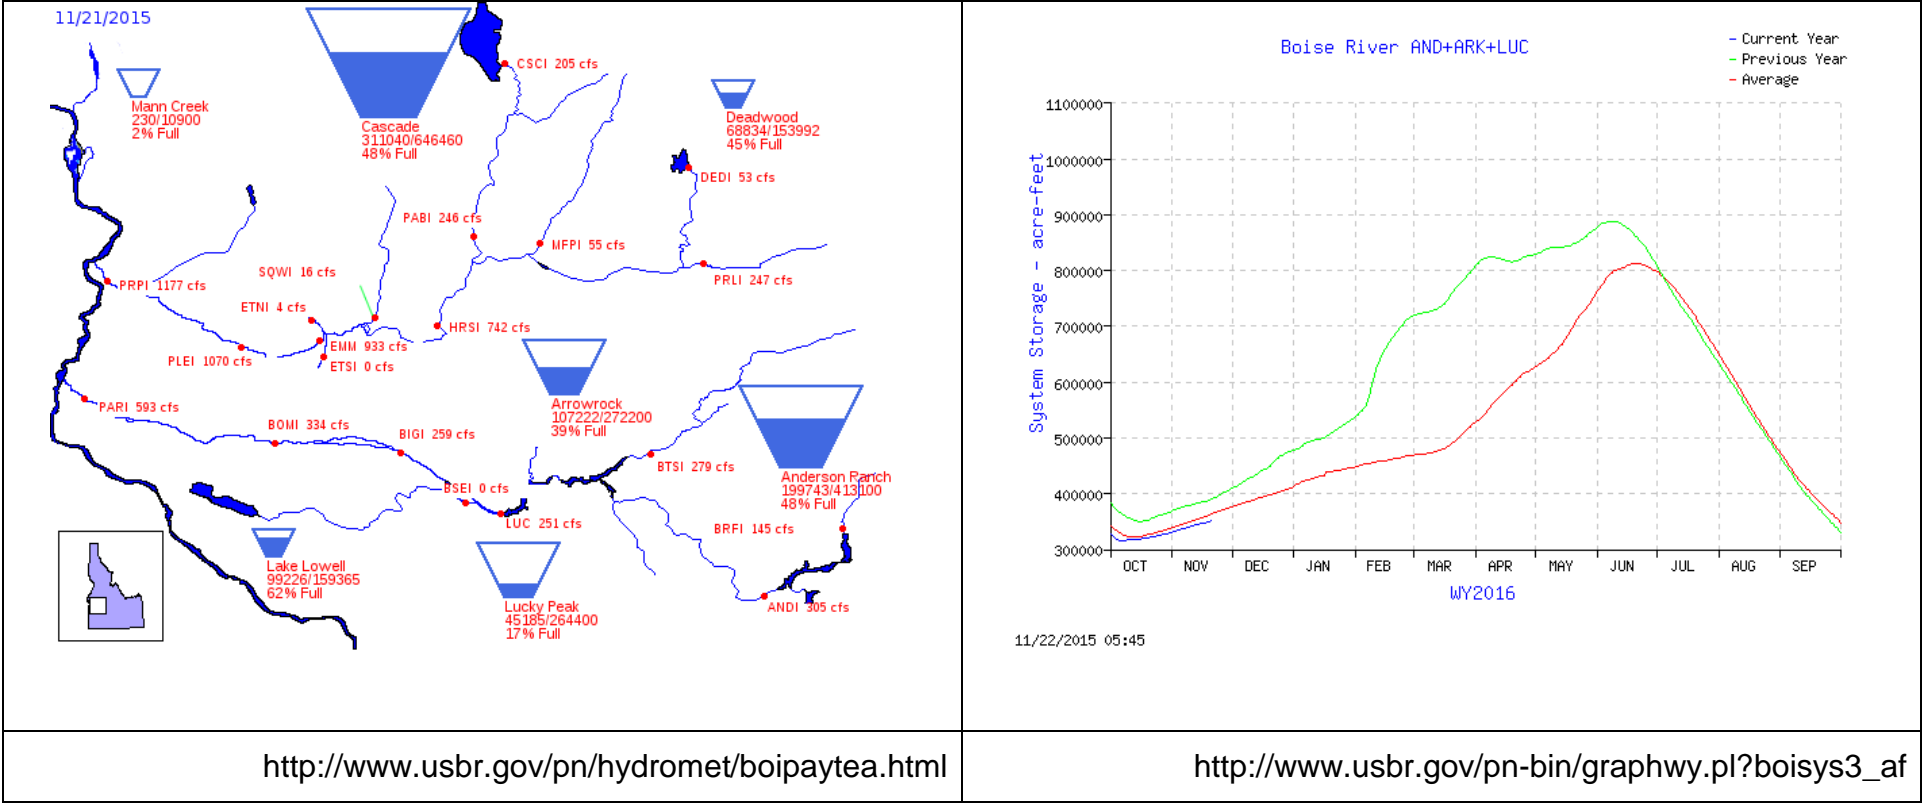 11/21/2015
Mann Creek
230/10900
2% Full
Cascade
311040/646460
48% Full
CSCI 205 cfs
Deadwood
68834/153992
45% Full
DEDI 53 cfs
PABI 246 cfs
MFPI 55 cfs
PRLI 247 cfs
SQWI 16 cfs
PRPI 1177 cfs
ETNI 4 cfs
HRSI 742 cfs
EMM 933 cfs
PLEI 1070 cfs
ETSI 0 cfs
Arrowrock
107222/272200
39% Full
PARI 593 cfs
BOMI 334 cfs
BIGI 259 cfs
BTSI 279 cfs
Anderson Ranch
199743/413100
48% Full
BSEI 0 cfs
LUC 251 cfs
BRFI 145 cfs
Lake Lowell
99226/159365
62% Full
Lucky Peak
45185/264400
17% Full
ANDI 305 cfs
http://www.usbr.gov/pn/hydromet/boipaytea.html
Boise River AND+ARK+LUC
Current Year
Previous Year
Average
System Storage - acre-feet
1100000
1000000
900000
800000
700000
600000
500000
400000
300000
OCT NOV DEC JAN FEB MAR APR MAY JUN JUL AUG SEP
WY2016
11/22/2015 05:45
http://www.usbr.gov/pn-bin/graphwy.pl?boisys3_af